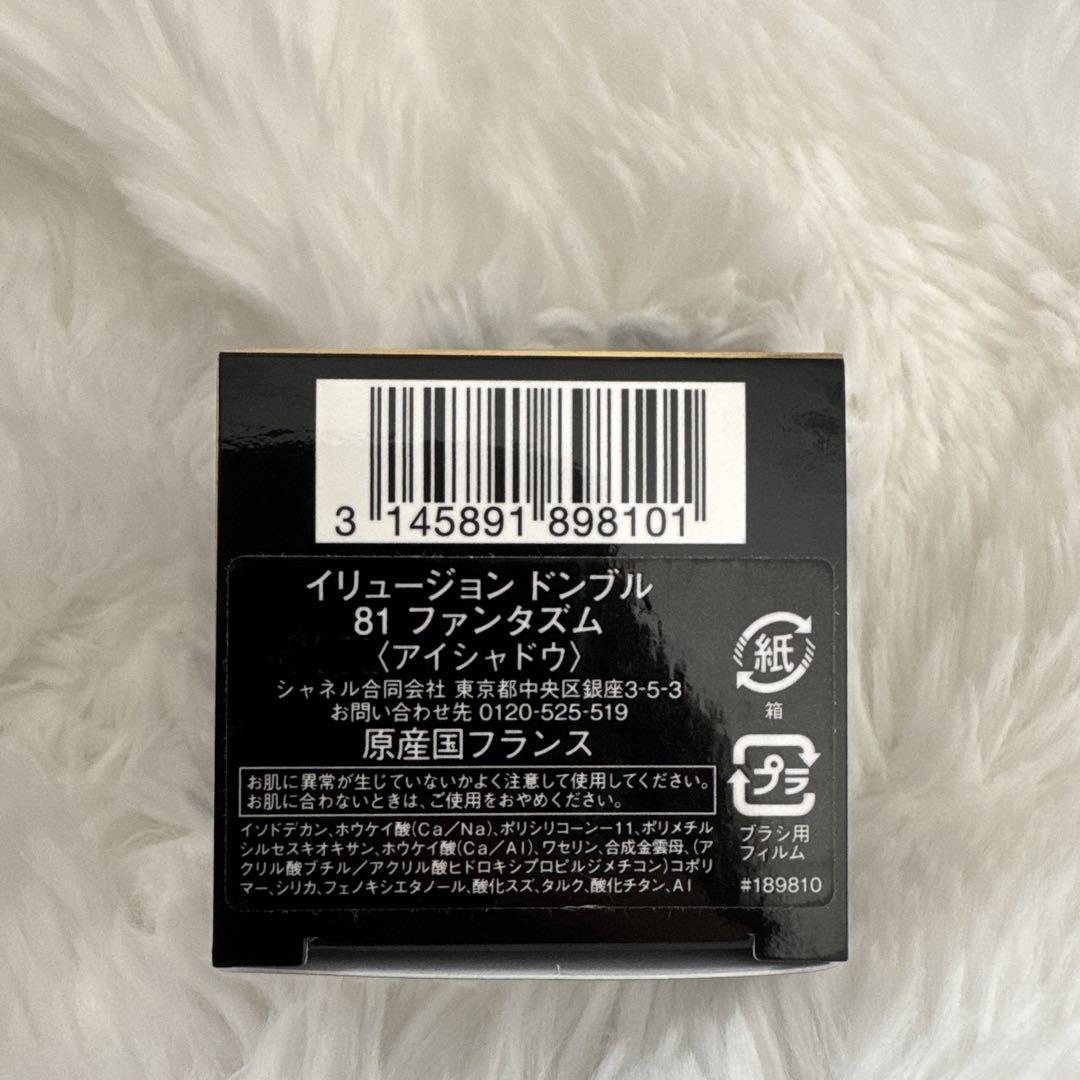 3 145891 898101
イリュージョン ドンブル
81 ファンタズム
〈アイシャドウ〉
シャネル合同会社 東京都中央区銀座3-5-3
お問い合わせ先 0120-525-519
原産国フランス
お肌に異常が生じていないかよく注意して使用してください。
お肌に合わないときは、ご使用をおやめください。
イソドデカン、ホウケイ酸(Ca/Na)、ポリシリコーン-11、ポリメチル
シルセスキオキサン、ホウケイ酸(Ca/Al)、ワセリン、合成金雲母、(ア
クリル酸ブチル/アクリル酸ヒドロキシプロピルジメチコン)コポリ
マー、シリカ、フェノキシエタノール、酸化スズ、タルク、酸化チタン、Al
紙
箱
プラ
ブラシ用
フィルム
#189810